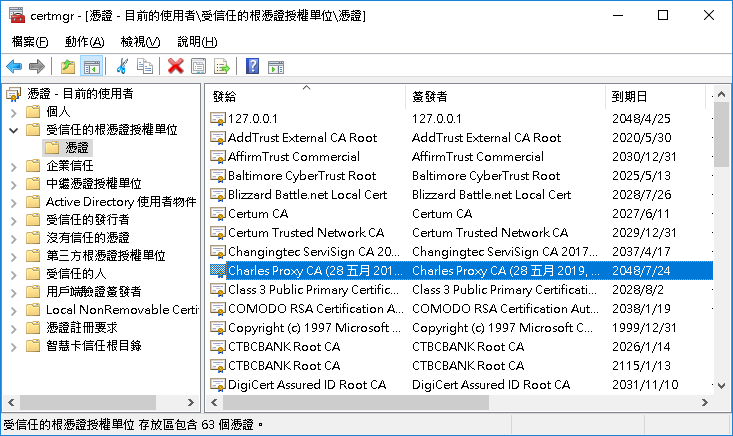 certmgr - [憑證 - 目前的使用者\受信任的根憑證授權單位\憑證]
檔案(F) 動作(A) 檢視(V) 說明(H)
憑證 - 目前的使用者
個人
受信任的根憑證授權單位
憑證
企業信任
中繼憑證授權單位
Active Directory 使用者物件
受信任的發行者
沒有信任的憑證
第三方根憑證授權單位
受信任的人
用戶端驗證簽發者
Local NonRemovable Certi
憑證註冊要求
智慧卡信任根目錄
發給 簽發者 到期日
127.0.0.1 127.0.0.1 2048/4/25
AddTrust External CA Root AddTrust External CA Root 2020/5/30
AffirmTrust Commercial AffirmTrust Commercial 2030/12/31
Baltimore CyberTrust Root Baltimore CyberTrust Root 2025/5/13
Blizzard Battle.net Local Cert Blizzard Battle.net Local Cert 2028/7/26
Certum CA Certum CA 2027/6/11
Certum Trusted Network CA Certum Trusted Network CA 2029/12/31
Changingtec ServiSign CA 20... Changingtec ServiSign CA 2017... 2037/4/17
Charles Proxy CA (28 五月 201... Charles Proxy CA (28 五月 2019, ... 2048/7/24
Class 3 Public Primary Certific... Class 3 Public Primary Certificati... 2028/8/2
COMODO RSA Certification A... COMODO RSA Certification Aut... 2038/1/19
Copyright (c) 1997 Microsoft ... Copyright (c) 1997 Microsoft C... 1999/12/31
CTBCBANK Root CA CTBCBANK Root CA 2026/1/14
CTBCBANK Root CA CTBCBANK Root CA 2115/1/13
DigiCert Assured ID Root CA DigiCert Assured ID Root CA 2031/11/10
受信任的根憑證授權單位 存放區包含 63 個憑證。